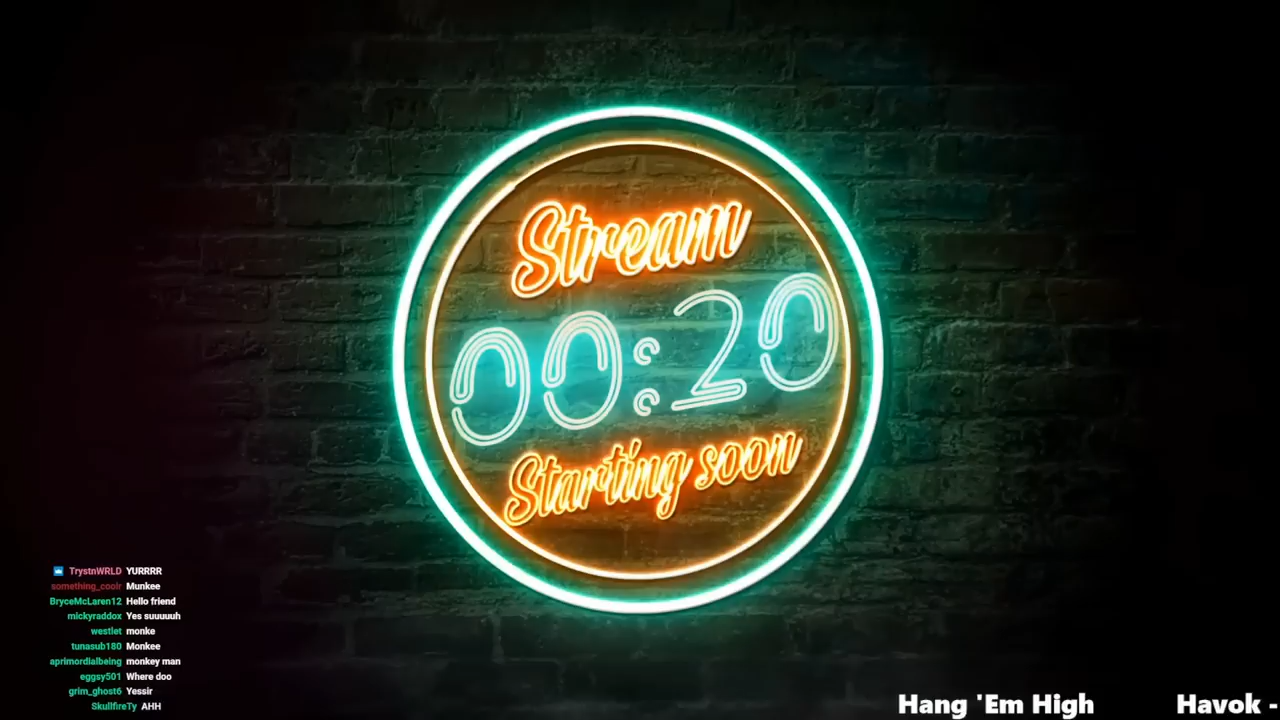 Stream
00:20
Starting soon
TrystnWRLD YURRRR
something_coolr Munkee
BryceMcLaren12 Hello friend
mickyraddox Yes suuuuuh
westlet monke
tunasub180 Monkee
aprimordialbeing monkey man
eggsy501 Where doo
grim_ghost6 Yessir
SkullfireTy AHH
Hang 'Em High Havok -